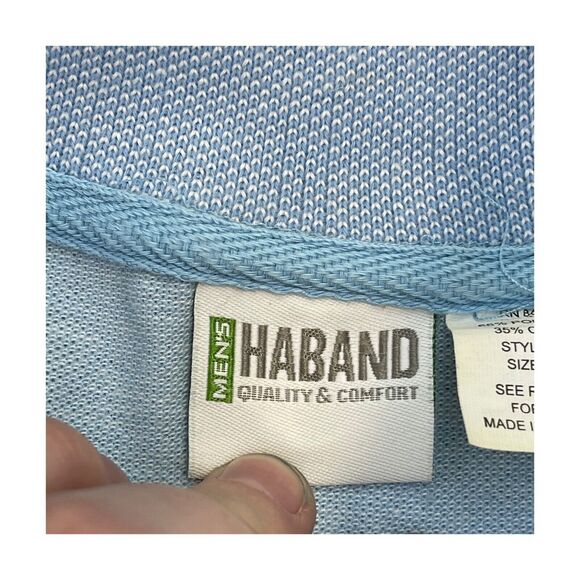 MEN'S
HABAND
QUALITY & COMFORT
35% C
STYL
SIZE
SEE R
FOR
MADE I